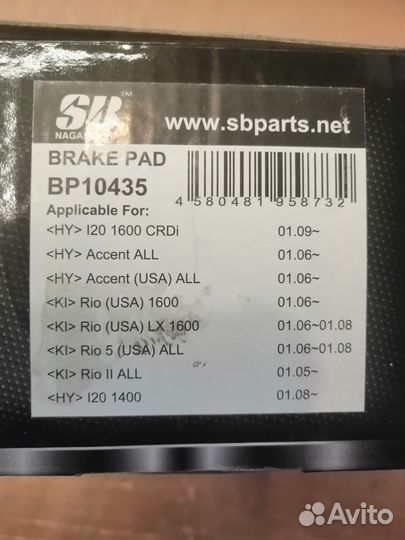 SB™
NAGA
www.sbparts.net
BRAKE PAD
BP10435
4 580481 958732
Applicable For:
<HY> I20 1600 CRDi 01.09~
<HY> Accent ALL 01.06~
<HY> Accent (USA) ALL 01.06~
<KI> Rio (USA) 1600 01.06~
<KI> Rio (USA) LX 1600 01.06~01.08
<KI> Rio 5 (USA) ALL 01.06~01.08
<KI> Rio II ALL 01.05~
<HY> I20 1400 01.08~
Avito